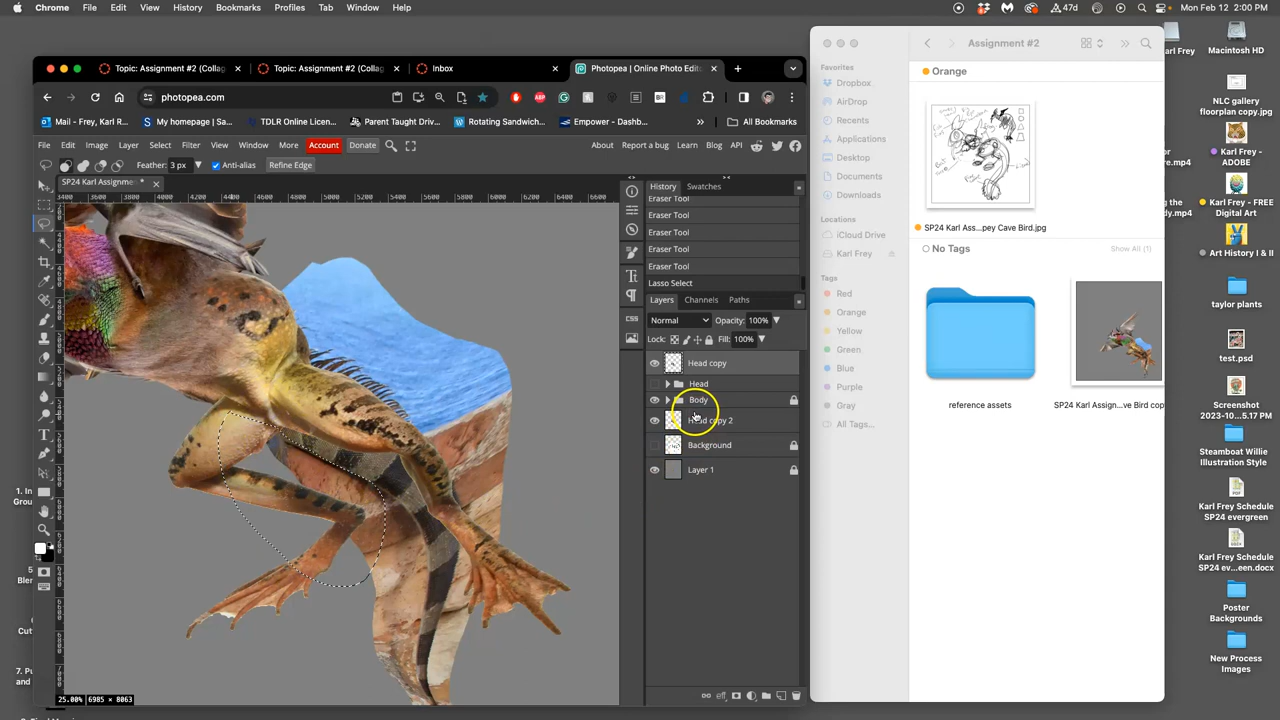 Chrome File Edit View History Bookmarks Profiles Tab Window Help
47d
Mon Feb 12 2:00 PM
Topic: Assignment #2 (Collag
Topic: Assignment #2 (Collag
Inbox
Photopea | Online Photo Edit
photopea.com
Mail - Frey, Karl R...
My homepage | Sa...
Parent Taught Driv...
Rotating Sandwich...
Empower - Dashb...
All Bookmarks
File Edit Image Layer Select Filter View Window More Account Donate
About Report a bug Learn Blog API
Feather: 3 px Anti-alias Refine Edge
SP24 Karl Assignme *
History Swatches
Eraser Tool
Eraser Tool
Eraser Tool
Eraser Tool
Eraser Tool
Lasso Select
Layers Channels Paths
Normal Opacity: 100%
Lock: Fill: 100%
CSS
Head copy
Head
Body
Head copy 2
Background
Layer 1
25.00% 6985 x 8063
Assignment #2
Favorites
Dropbox
AirDrop
Recents
Applications
Desktop
Documents
Downloads
Locations
iCloud Drive
Karl Frey
Tags
Red
Orange
Yellow
Green
Blue
Purple
Gray
All Tags...
Orange
SP24 Karl Ass...pey Cave Bird.jpg
No Tags
Show All (1)
reference assets
SP24 Karl Assign...ve Bird cop
Karl Frey
Macintosh HD
NLC gallery
floorplan copy.jpg
Karl Frey -
ADOBE
Karl Frey - FREE
Digital Art
Art History I & II
taylor plants
test.psd
Screenshot
2023-10...5.17 PM
Steamboat Willie
Illustration Style
Karl Frey Schedule
SP24 evergreen
Karl Frey Schedule
SP24 ev...een.docx
Poster
Backgrounds
New Process
Images